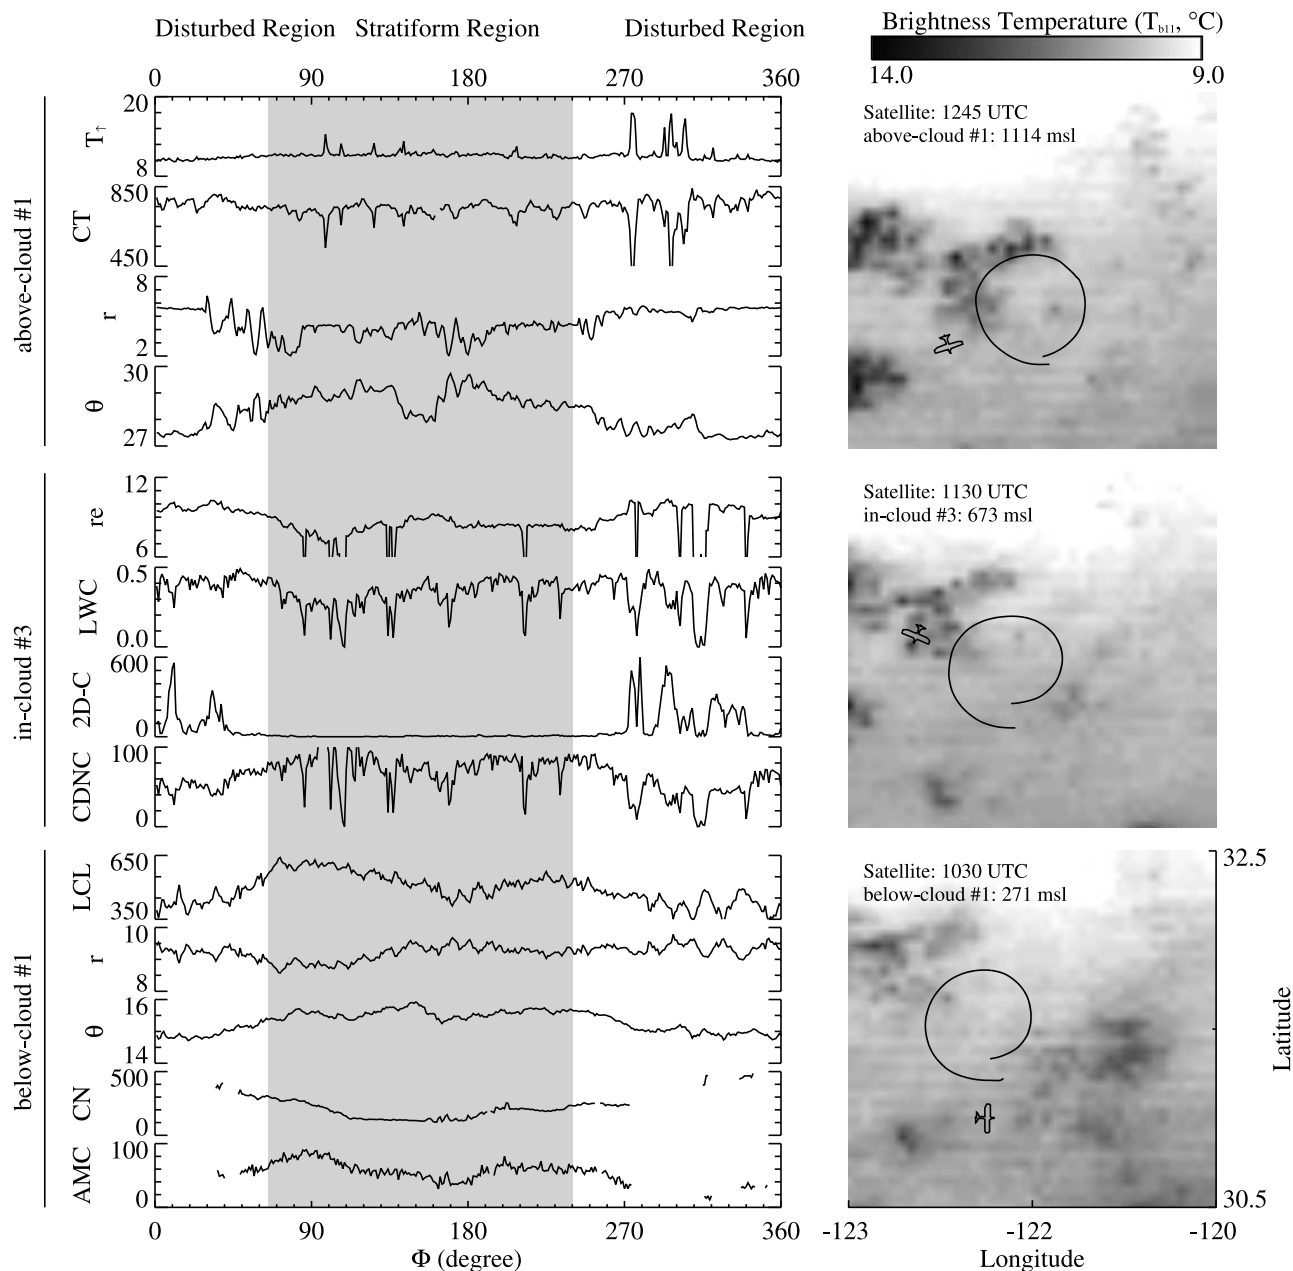 Disturbed Region Stratiform Region Disturbed Region
0 90 180 270 360
above-cloud #1
20
T↑
8
850
CT
450
8
r
2
30
θ
27
in-cloud #3
12
re
6
0.5
LWC
0.0
600
2D-C
0
100
CDNC
0
below-cloud #1
650
LCL
350
10
r
8
16
θ
14
500
CN
0
100
AMC
0
0 90 180 270 360
Φ (degree)
Brightness Temperature (Tb11, °C)
14.0 9.0
Satellite: 1245 UTC
above-cloud #1: 1114 msl
Satellite: 1130 UTC
in-cloud #3: 673 msl
Satellite: 1030 UTC
below-cloud #1: 271 msl
32.5
Latitude
30.5
-123 -122 -120
Longitude